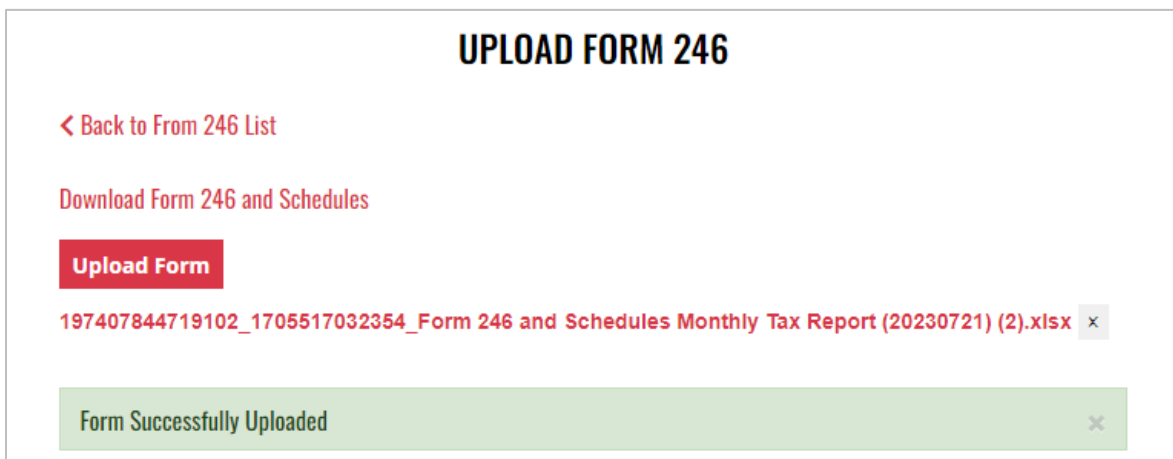 UPLOAD FORM 246
Back to From 246 List
Download Form 246 and Schedules
Upload Form
197407844719102_1705517032354_Form 246 and Schedules Monthly Tax Report (20230721) (2).xlsx ×
Form Successfully Uploaded ×